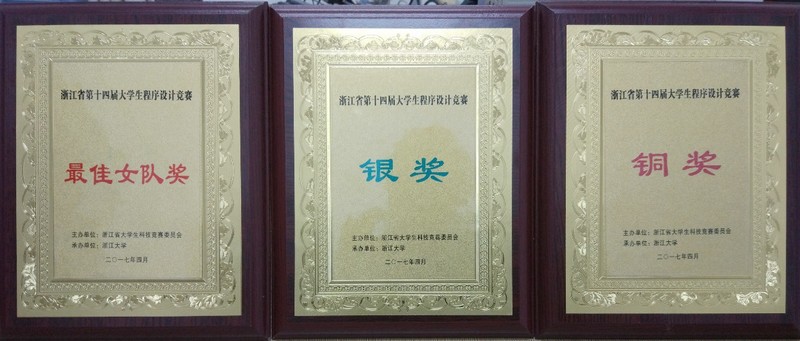 浙江省第十四届大学生程序设计竞赛
最佳女队奖
主办单位：浙江省大学生科技竞赛委员会
承办单位：浙江大学
二〇一七年四月
浙江省第十四届大学生程序设计竞赛
银奖
主办单位：浙江省大学生科技竞赛委员会
承办单位：浙江大学
二〇一七年四月
浙江省第十四届大学生程序设计竞赛
铜奖
主办单位：浙江省大学生科技竞赛委员会
承办单位：浙江大学
二〇一七年四月